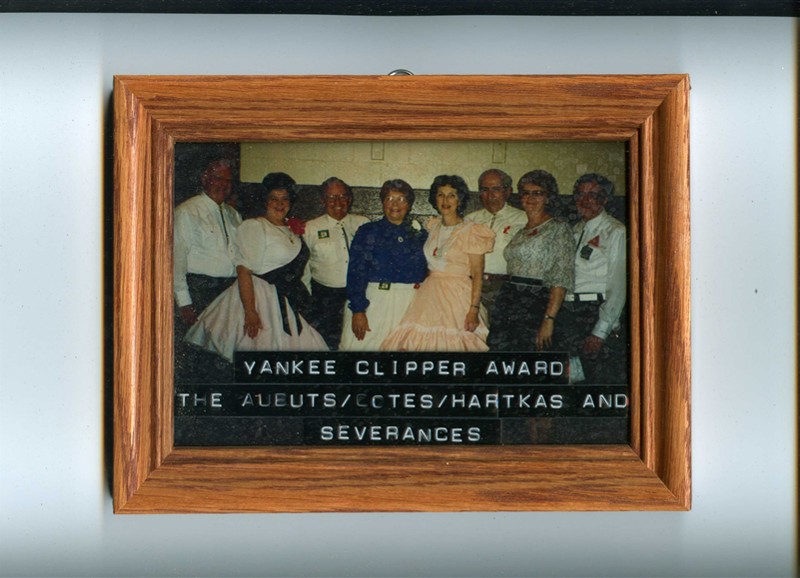 YANKEE CLIPPER AWARD
THE AUBUTS/COTES/HARTKAS AND
SEVERANCES